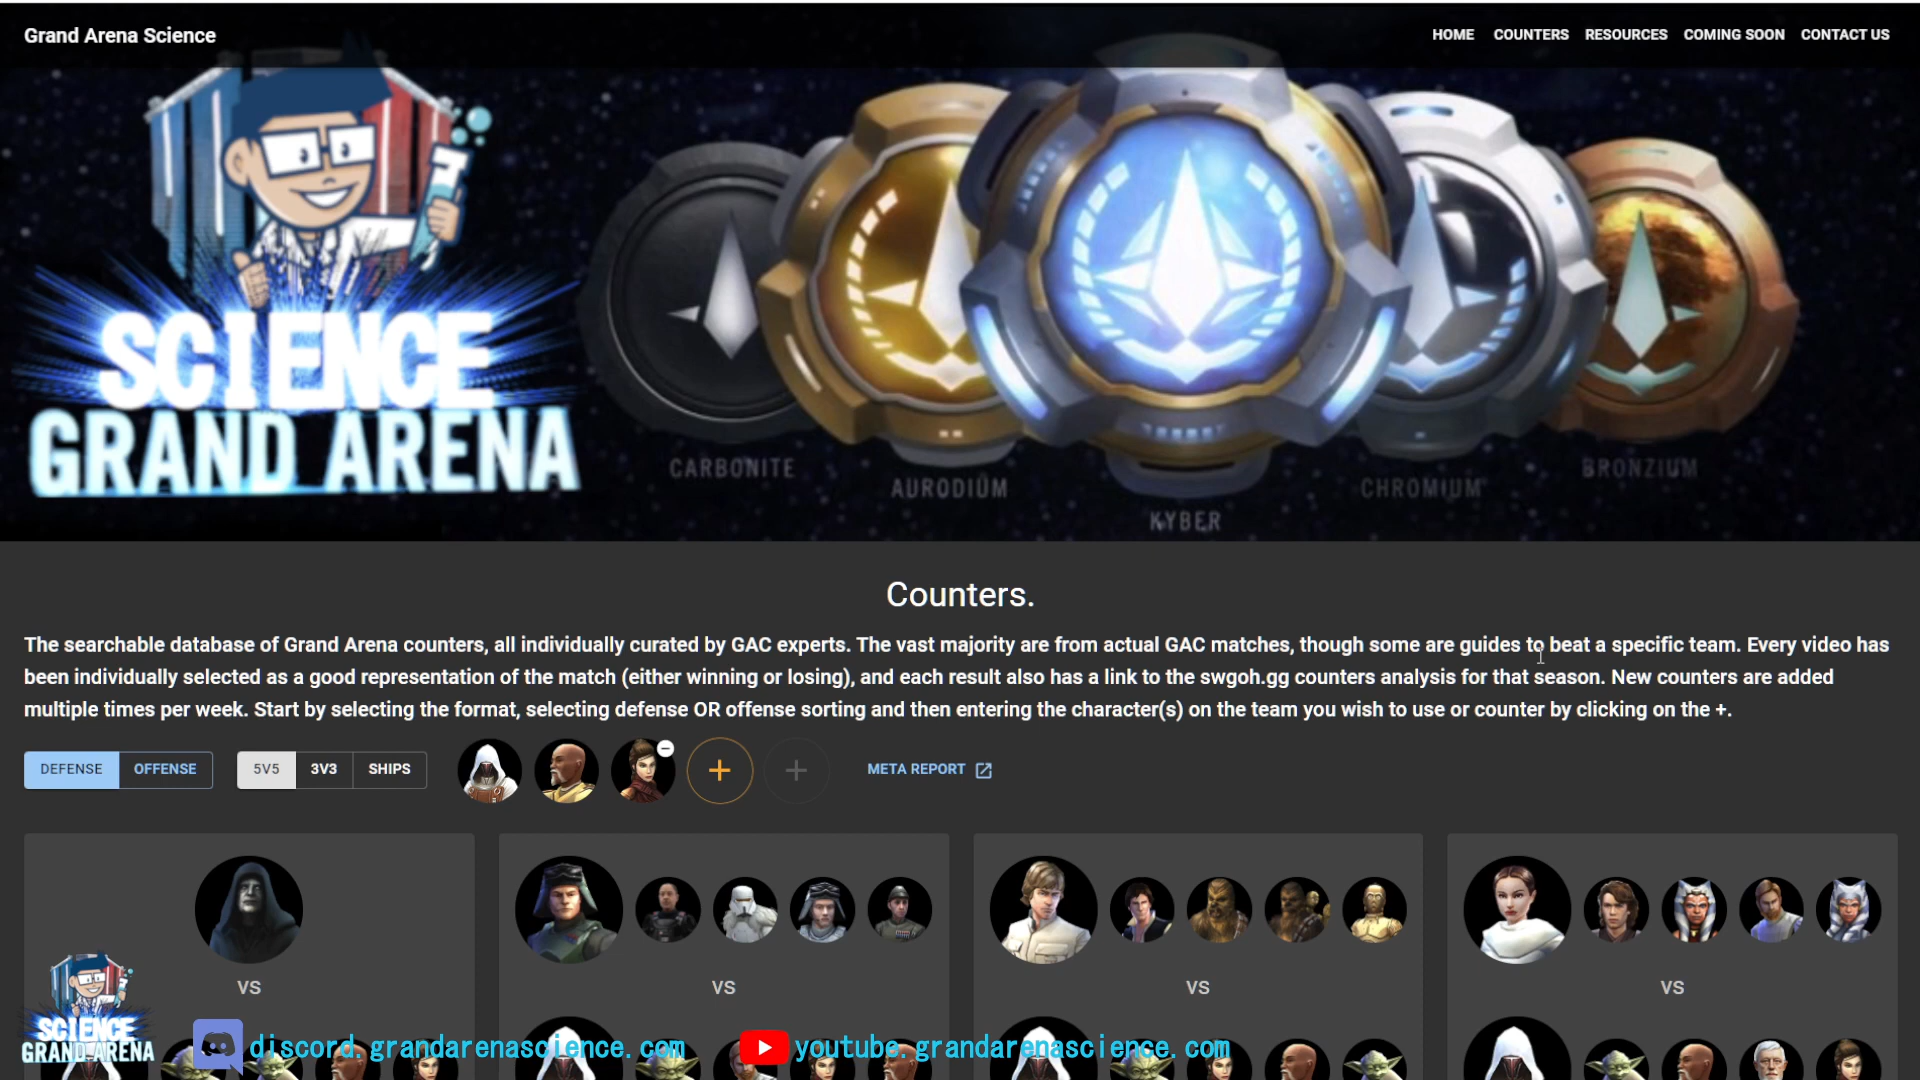 Grand Arena Science
HOME COUNTERS RESOURCES COMING SOON CONTACT US
SCIENCE
GRAND ARENA
CARBONITE
AURODIUM
KYBER
CHROMIUM
BRONZIUM
Counters.
The searchable database of Grand Arena counters, all individually curated by GAC experts. The vast majority are from actual GAC matches, though some are guides to beat a specific team. Every video has
been individually selected as a good representation of the match (either winning or losing), and each result also has a link to the swgoh.gg counters analysis for that season. New counters are added
multiple times per week. Start by selecting the format, selecting defense OR offense sorting and then entering the character(s) on the team you wish to use or counter by clicking on the +.
DEFENSE OFFENSE 5V5 3V3 SHIPS META REPORT
VS VS VS VS
SCIENCE
GRAND ARENA
discord.grandarenascience.com youtube.grandarenascience.com